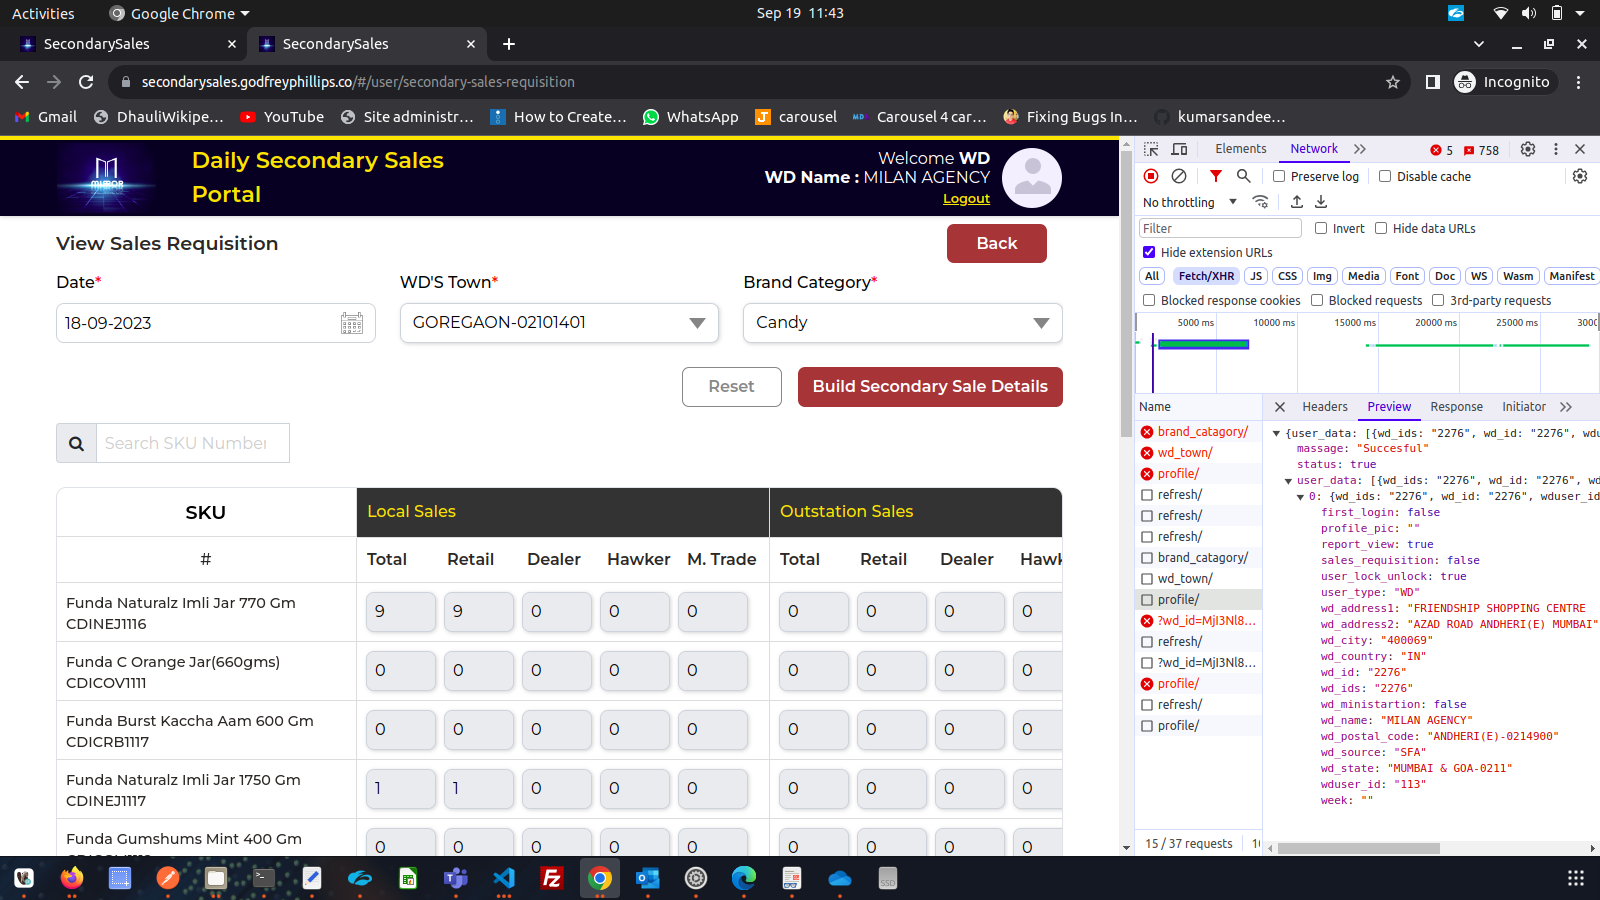 Activities
Google Chrome
Sep 19 11:43
SecondarySales
SecondarySales
secondarysales.godfreyphillips.co/#/user/secondary-sales-requisition
Incognito
Gmail
DhauliWikipe...
YouTube
Site administr...
How to Create...
WhatsApp
carousel
Carousel 4 car...
Fixing Bugs In...
kumarsandee...
Daily Secondary Sales
Portal
Welcome WD
WD Name : MILAN AGENCY
Logout
View Sales Requisition
Back
Date*
WD'S Town*
Brand Category*
18-09-2023
GOREGAON-02101401
Candy
Reset
Build Secondary Sale Details
Search SKU Number
SKU Local Sales Outstation Sales
# Total Retail Dealer Hawker M. Trade Total Retail Dealer Hawk
Funda Naturalz Imli Jar 770 Gm
CDINEJ1116
9 9 0 0 0 0 0 0 0
Funda C Orange Jar(660gms)
CDICOV1111
0 0 0 0 0 0 0 0 0
Funda Burst Kaccha Aam 600 Gm
CDICRB1117
0 0 0 0 0 0 0 0 0
Funda Naturalz Imli Jar 1750 Gm
CDINEJ1117
1 1 0 0 0 0 0 0 0
Funda Gumshums Mint 400 Gm
0 0 0 0 0 0 0 0 0
Elements
Network
5
758
Preserve log
Disable cache
No throttling
Filter
Invert
Hide data URLs
Hide extension URLs
All Fetch/XHR JS CSS Img Media Font Doc WS Wasm Manifest
Blocked response cookies
Blocked requests
3rd-party requests
5000 ms 10000 ms 15000 ms 20000 ms 25000 ms 3000
Name
brand_catagory/
wd_town/
profile/
refresh/
refresh/
refresh/
brand_catagory/
wd_town/
profile/
?wd_id=MjI3Nl8...
refresh/
?wd_id=MjI3Nl8...
profile/
refresh/
profile/
15 / 37 requests
Headers Preview Response Initiator
{user_data: [{wd_ids: "2276", wd_id: "2276", wdu
massage: "Succesful"
status: true
user_data: [{wd_ids: "2276", wd_id: "2276", wd
0: {wd_ids: "2276", wd_id: "2276", wduser_id
first_login: false
profile_pic: ""
report_view: true
sales_requisition: false
user_lock_unlock: true
user_type: "WD"
wd_address1: "FRIENDSHIP SHOPPING CENTRE
wd_address2: "AZAD ROAD ANDHERI(E) MUMBAI"
wd_city: "400069"
wd_country: "IN"
wd_id: "2276"
wd_ids: "2276"
wd_ministartion: false
wd_name: "MILAN AGENCY"
wd_postal_code: "ANDHERI(E)-0214900"
wd_source: "SFA"
wd_state: "MUMBAI & GOA-0211"
wduser_id: "113"
week: ""